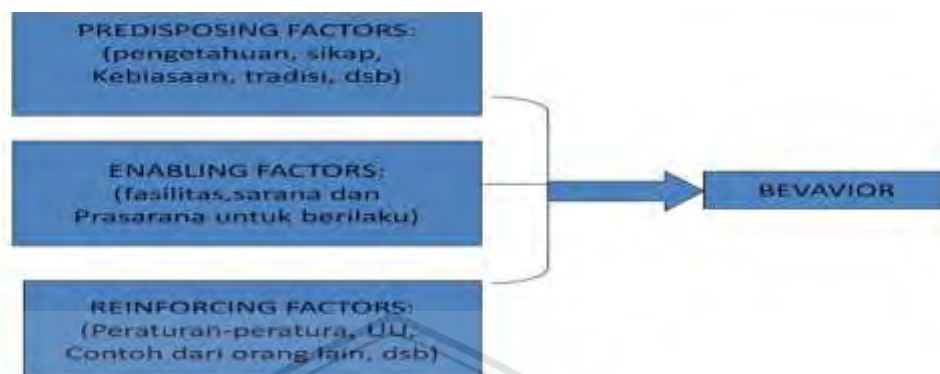 PREDISPOSING FACTORS:
(pengetahuan, sikap,
Kebiasaan, tradisi, dsb)
ENABLING FACTORS:
(fasilitas,sarana dan
Prasarana untuk berilaku)
BEVAVIOR
REINFORCING FACTORS:
(Peraturan-peratura, UU,
Contoh dari orang lain, dsb)